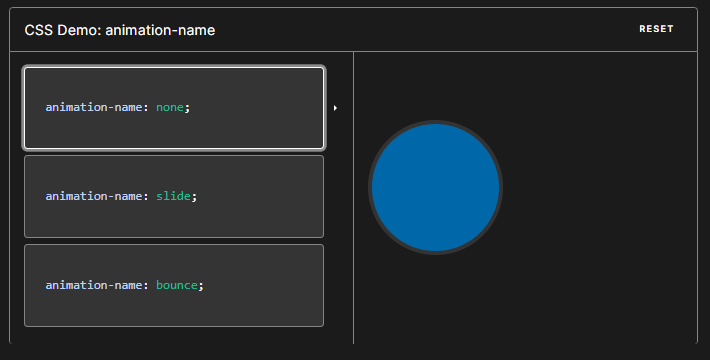 CSS Demo: animation-name
RESET
animation-name: none;
animation-name: slide;
animation-name: bounce;